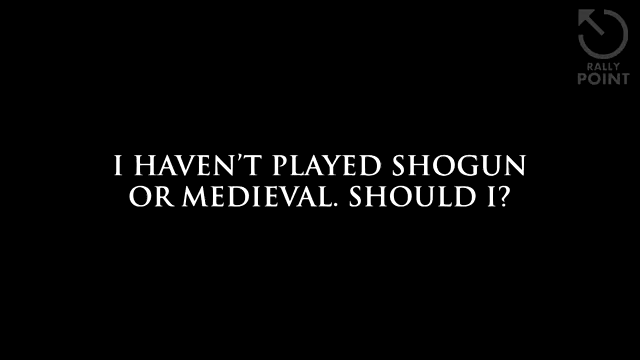 RALLY
POINT
I HAVEN'T PLAYED SHOGUN
OR MEDIEVAL. SHOULD I?